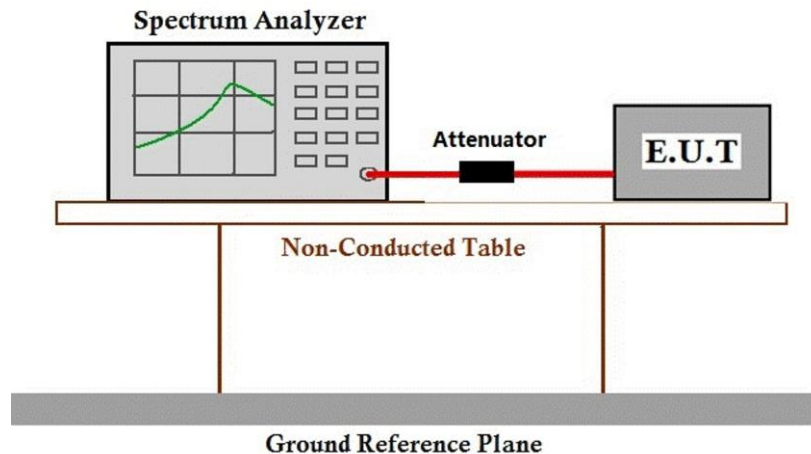 Spectrum Analyzer
Attenuator
E.U.T
Non-Conducted Table
Ground Reference Plane